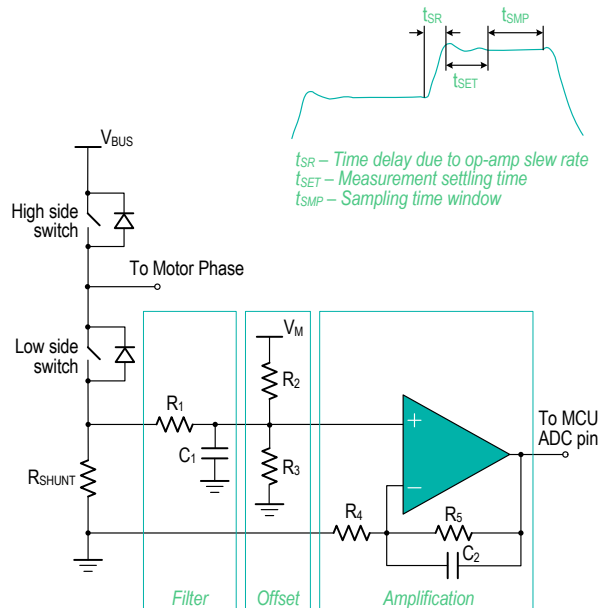 tSR
tSMP
tSET
tSR – Time delay due to op-amp slew rate
tSET – Measurement settling time
tSMP – Sampling time window
VBUS
High side
switch
To Motor Phase
Low side
switch
VM
R1
R2
C1
R3
RSHUNT
+
–
To MCU
ADC pin
R4
R5
C2
Filter
Offset
Amplification